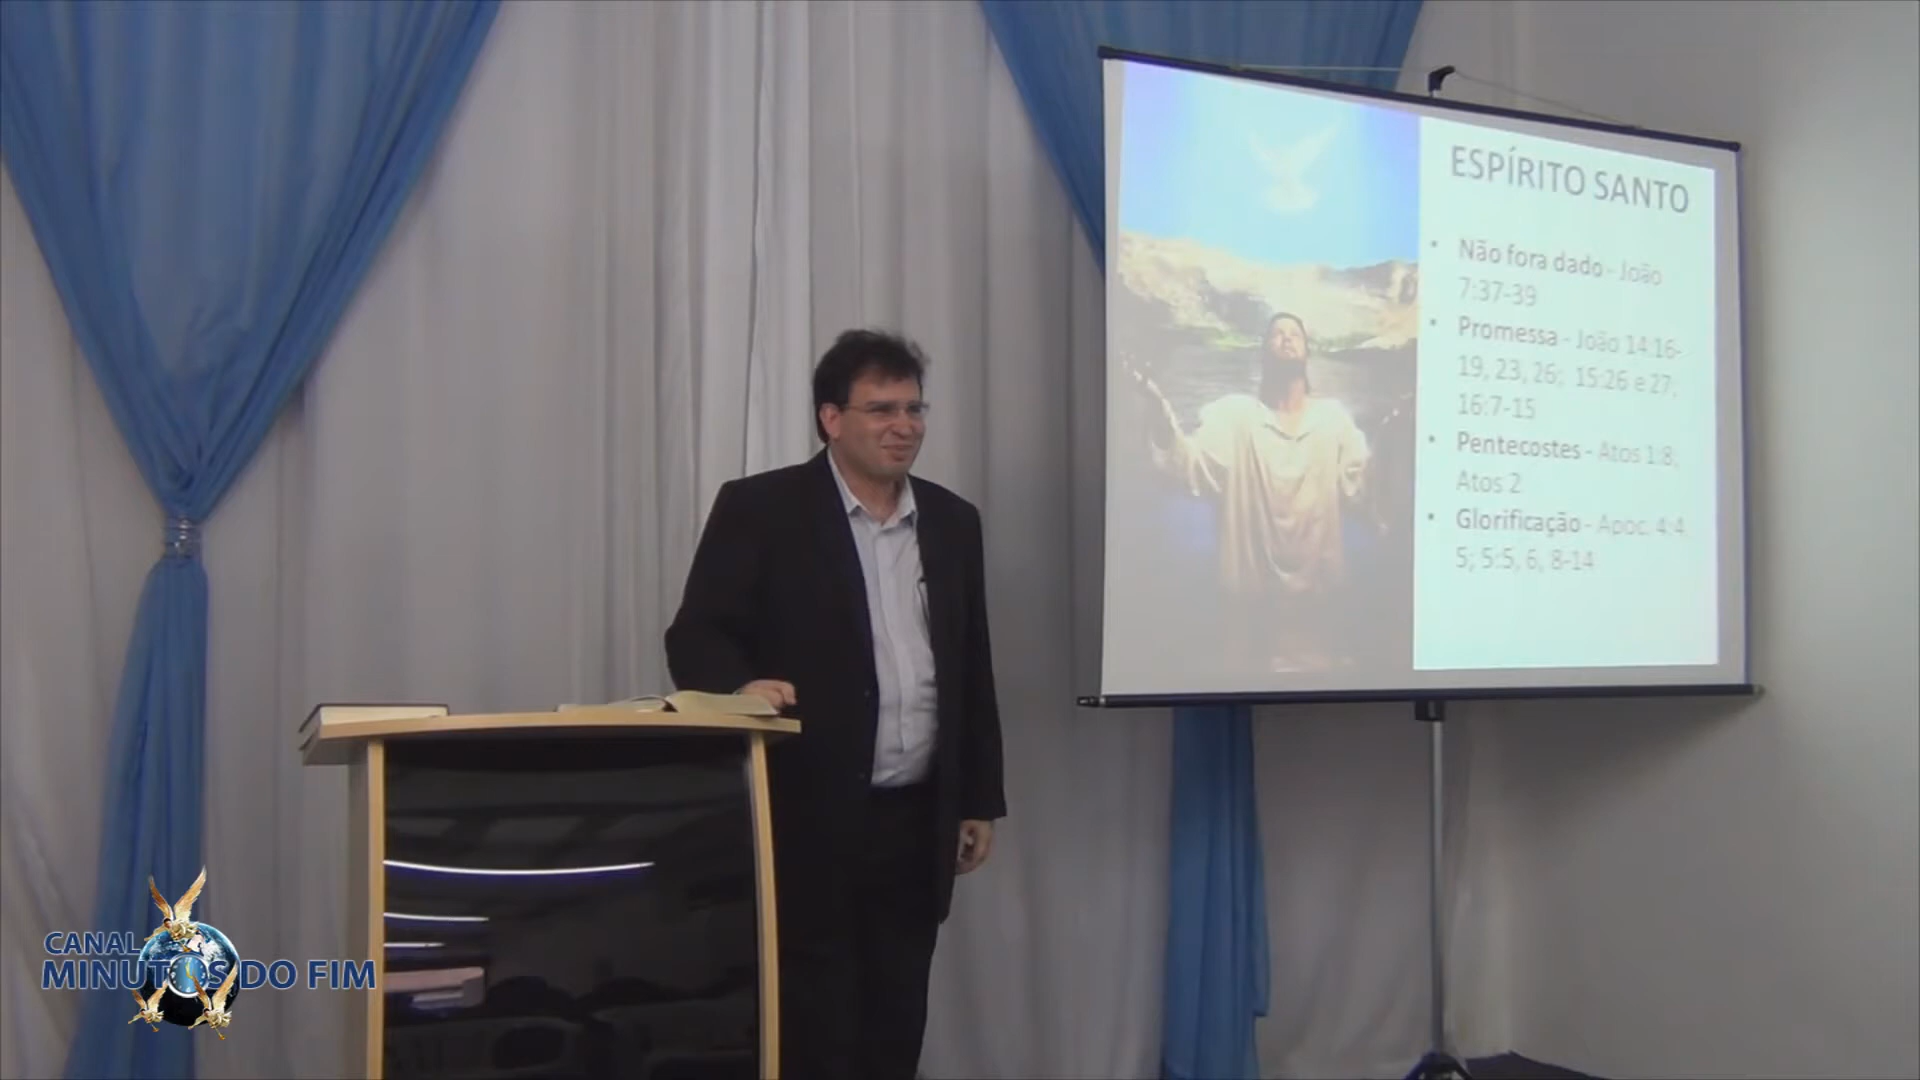 ESPÍRITO SANTO
• Não fora dado - João
7:37-39
• Promessa - João 14:16-
19, 23, 26; 15:26 e 27;
16:7-15
• Pentecostes - Atos 1:8,
Atos 2
• Glorificação - Apoc. 4:4,
5; 5:5, 6, 8-14
CANAL
MINUTOS DO FIM